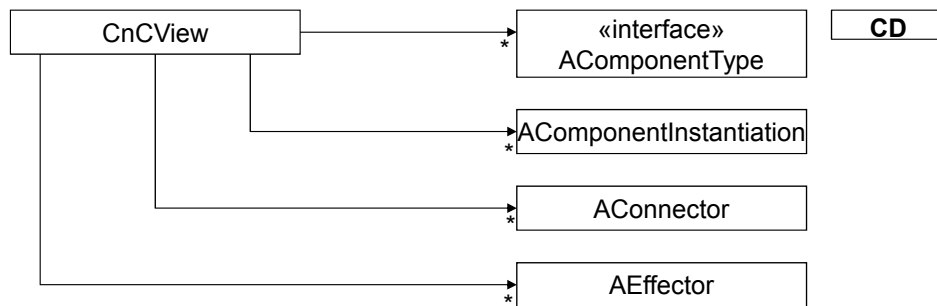 CnCView
«interface»
AComponentType
CD
*
AComponentInstantiation
*
AConnector
*
AEffector
*